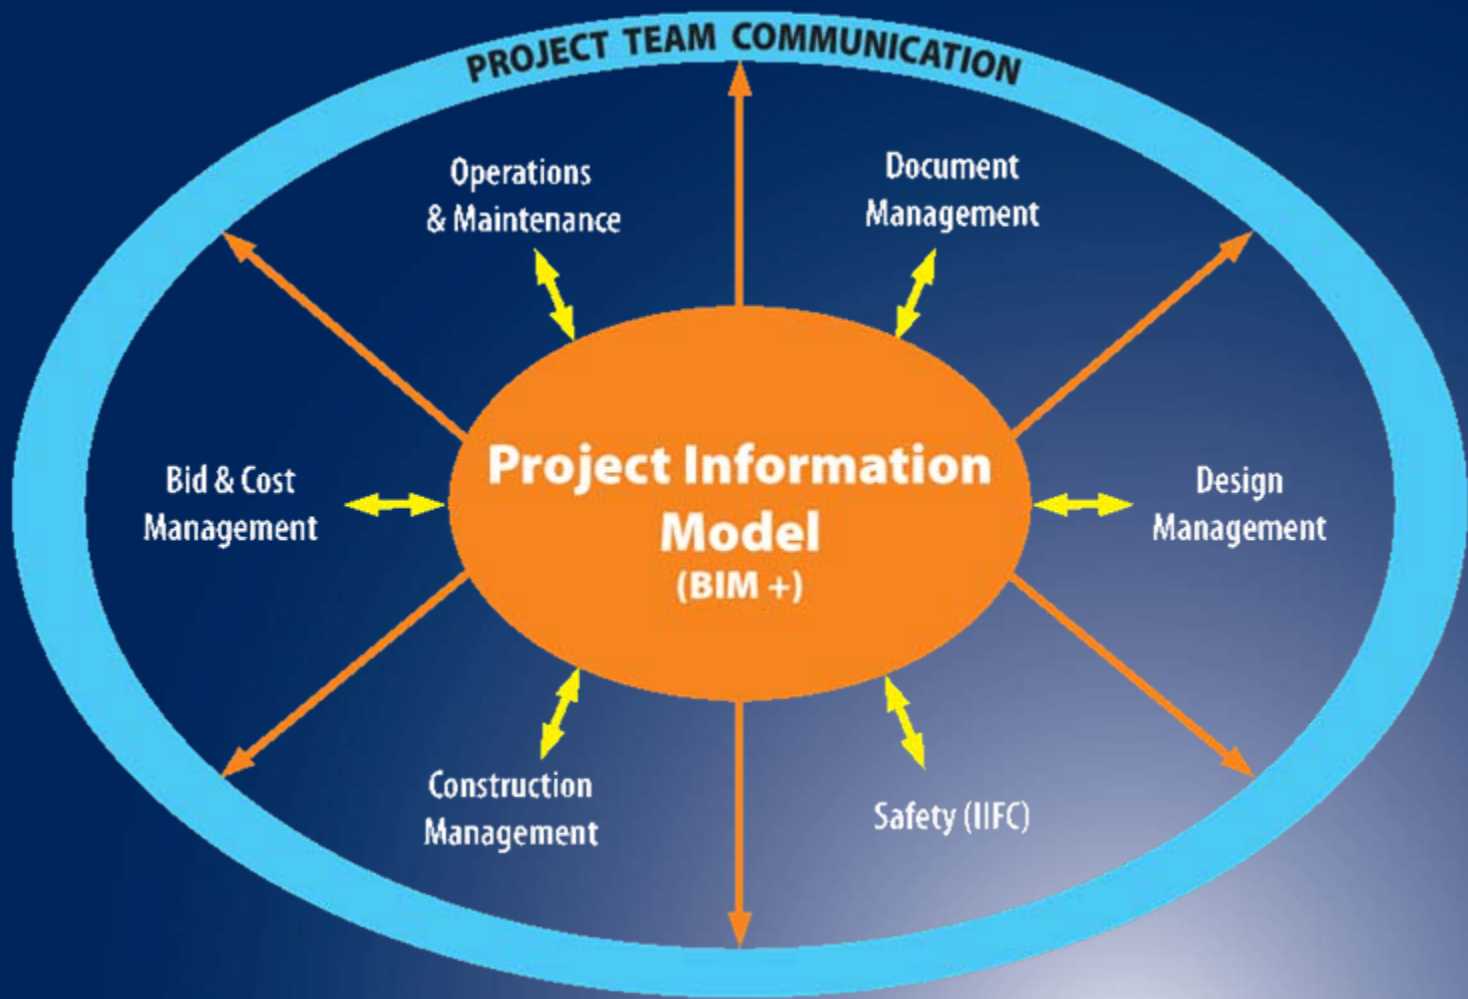 PROJECT TEAM COMMUNICATION
Operations
& Maintenance
Document
Management
Bid & Cost
Management
Project Information
Model
(BIM +)
Design
Management
Construction
Management
Safety (IIFC)